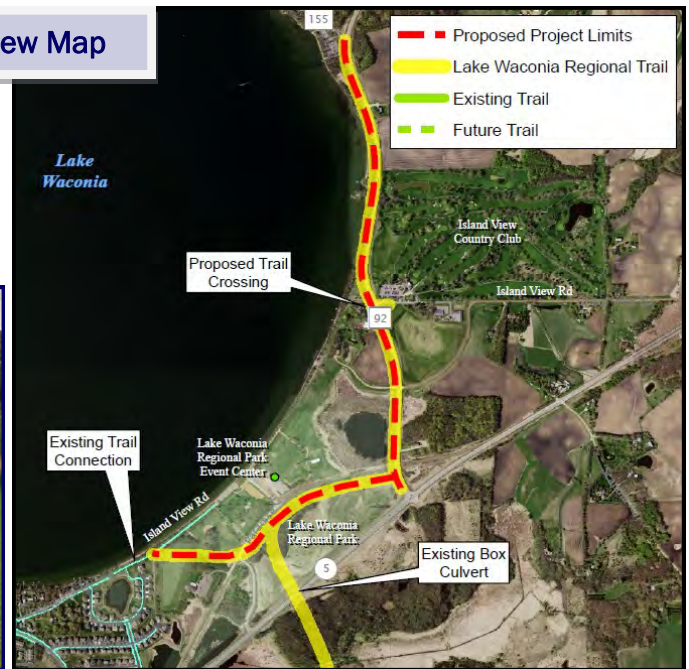 ew Map
155
Proposed Project Limits
Lake Waconia Regional Trail
Existing Trail
Future Trail
Lake
Waconia
Island View
Country Club
Proposed Trail
Crossing
Island View Rd
92
Existing Trail
Connection
Lake Waconia
Regional Park
Event Center
Island View Rd
Lake Waconia
Regional Park
Existing Box
Culvert
5